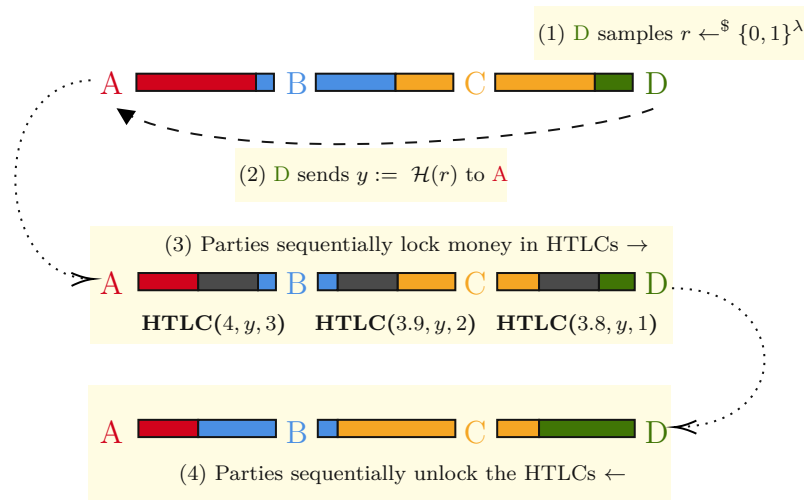 (1) D samples r ←$ {0, 1}^λ
A B C D
(2) D sends y := H(r) to A
(3) Parties sequentially lock money in HTLCs →
A B C D
HTLC(4, y, 3) HTLC(3.9, y, 2) HTLC(3.8, y, 1)
A B C D
(4) Parties sequentially unlock the HTLCs ←